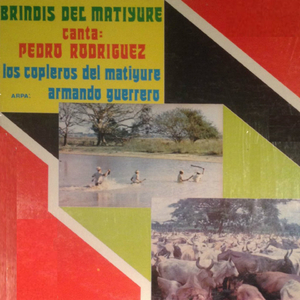 BRINDIS DEL MATIYURE
canta:
PEDRO RODRIGUEZ
los copleros del matiyure
ARPA: armando guerrero